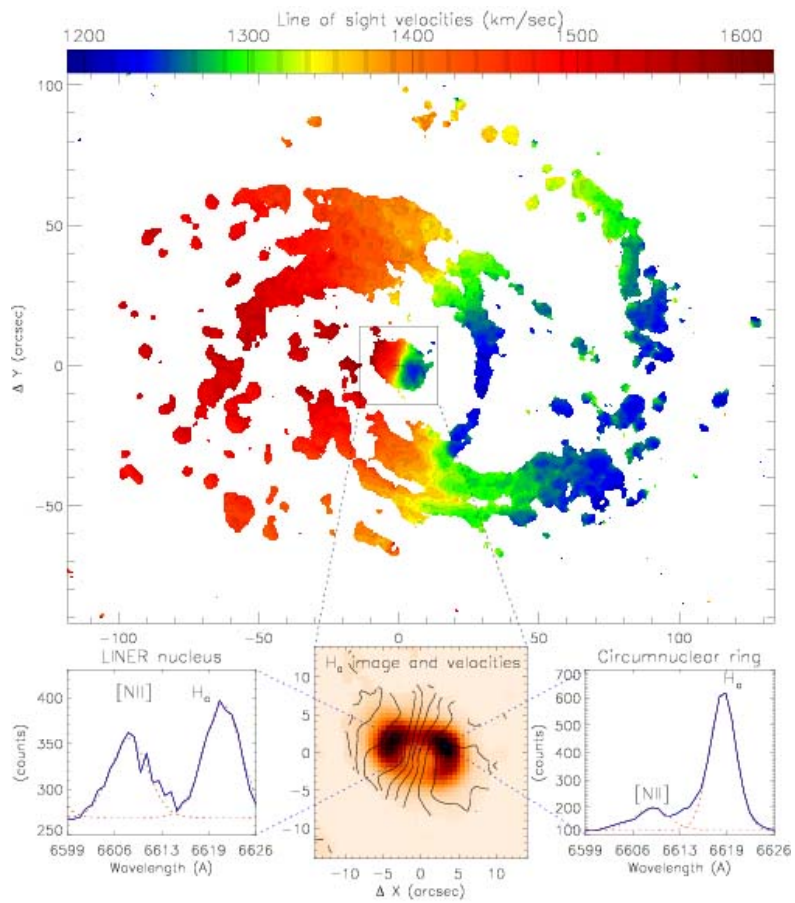 Line of sight velocities (km/sec)
1200 1300 1400 1500 1600
100
50
0
-50
Δ Y (arcsec)
-100 -50 0 50 100
LINER nucleus
[NII] Hα
400
350
300
250
(counts)
6599 6606 6613 6619 6626
Wavelength (A)
Hα image and velocities
10
5
0
-5
-10
-10 -5 0 5 10
Δ X (arcsec)
Circumnuclear ring
Hα
[NII]
700
600
500
400
300
200
100
(counts)
6599 6606 6613 6619 6626
Wavelength (A)